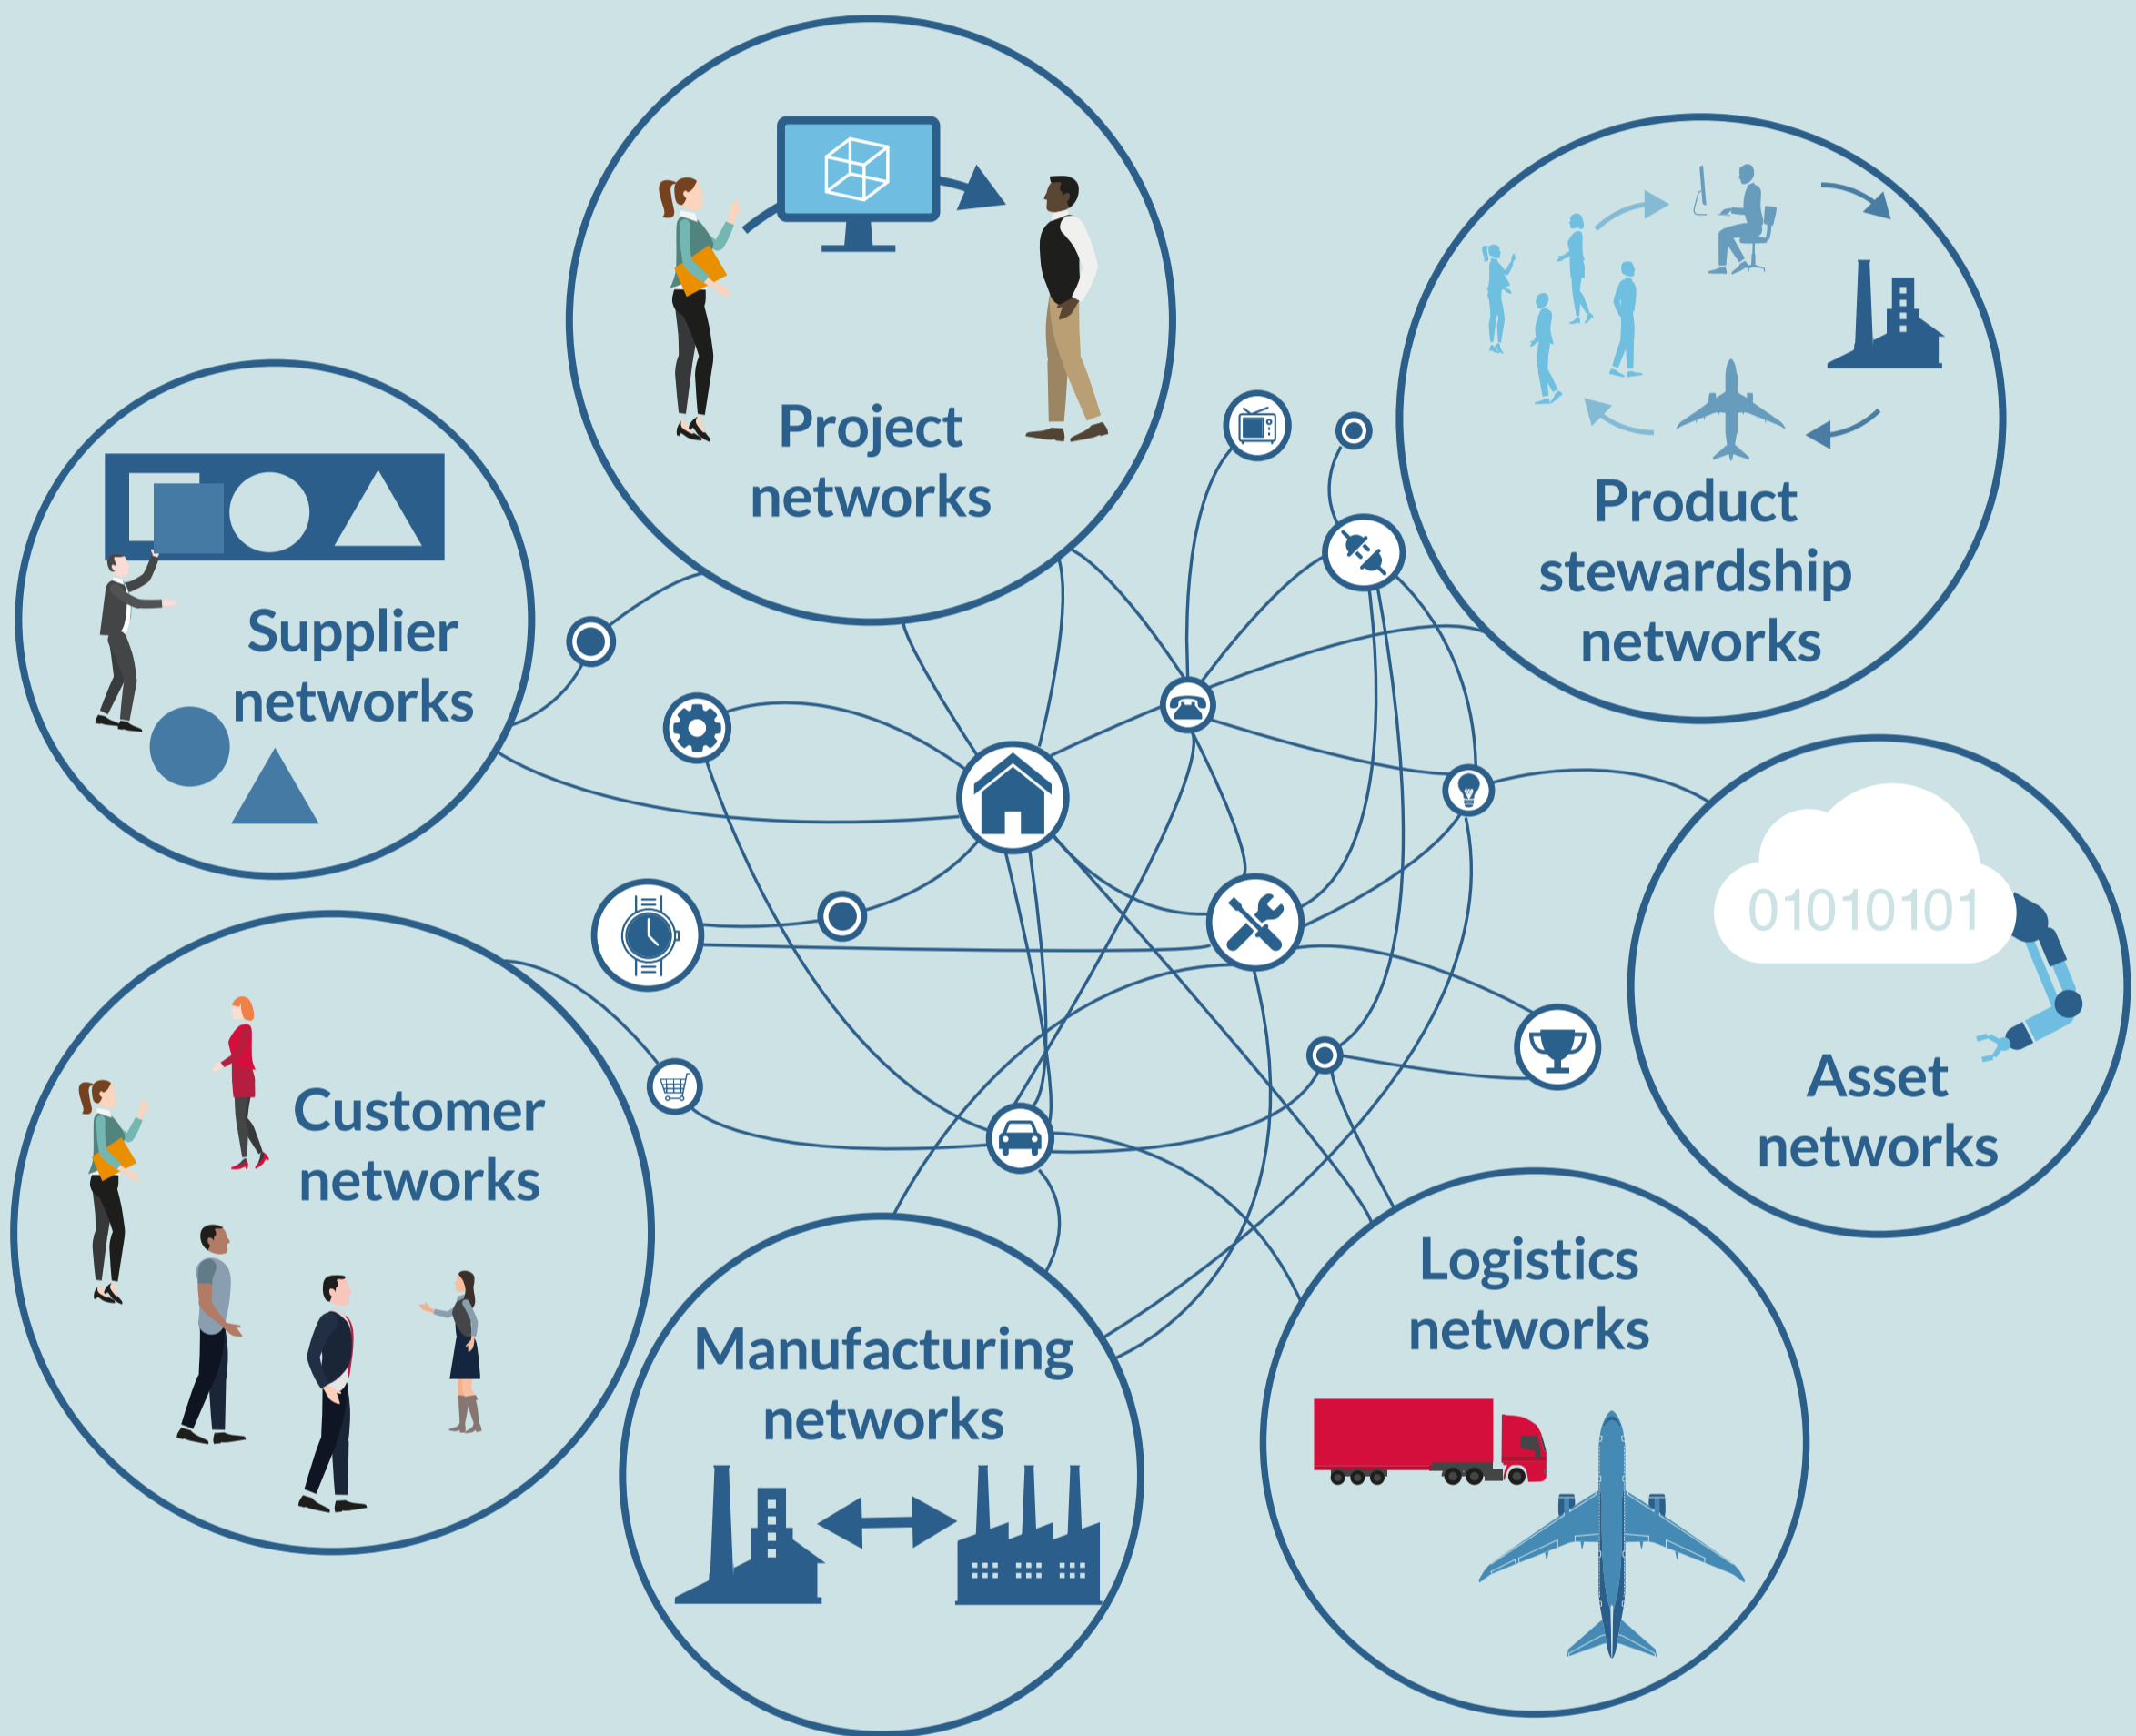 Project
networks
Product
stewardship
networks
Supplier
networks
01010101
Asset
networks
Customer
networks
Logistics
networks
Manufacturing
networks